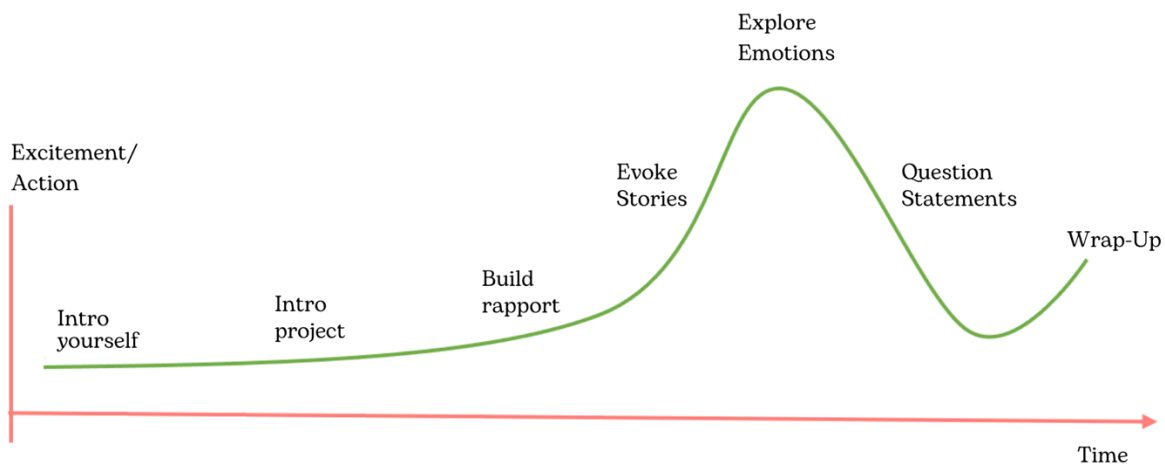 Explore
Emotions
Excitement/
Action
Evoke
Stories
Question
Statements
Wrap-Up
Build
rapport
Intro
project
Intro
yourself
Time